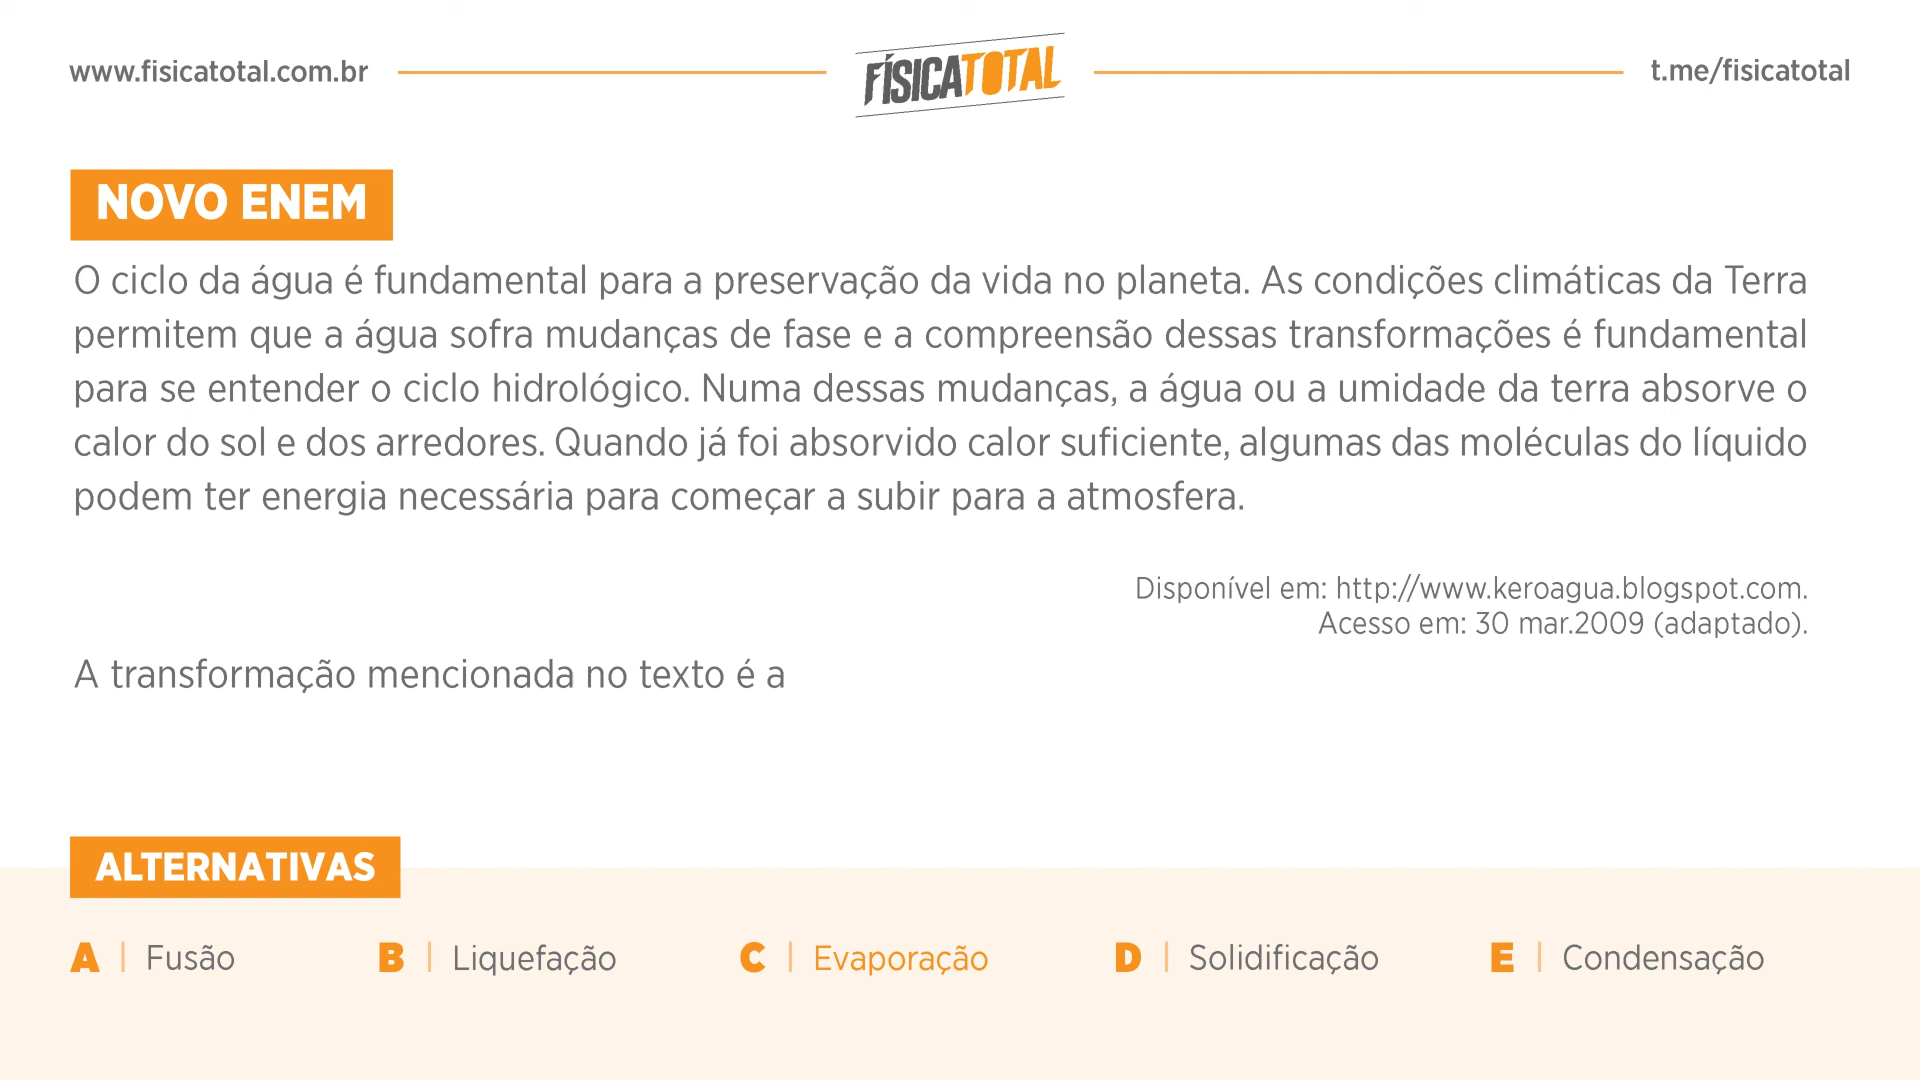 www.fisicatotal.com.br
FÍSICATOTAL
t.me/fisicatotal
NOVO ENEM
O ciclo da água é fundamental para a preservação da vida no planeta. As condições climáticas da Terra
permitem que a água sofra mudanças de fase e a compreensão dessas transformações é fundamental
para se entender o ciclo hidrológico. Numa dessas mudanças, a água ou a umidade da terra absorve o
calor do sol e dos arredores. Quando já foi absorvido calor suficiente, algumas das moléculas do líquido
podem ter energia necessária para começar a subir para a atmosfera.
Disponível em: http://www.keroagua.blogspot.com.
Acesso em: 30 mar.2009 (adaptado).
A transformação mencionada no texto é a
ALTERNATIVAS
A | Fusão B | Liquefação C | Evaporação D | Solidificação E | Condensação